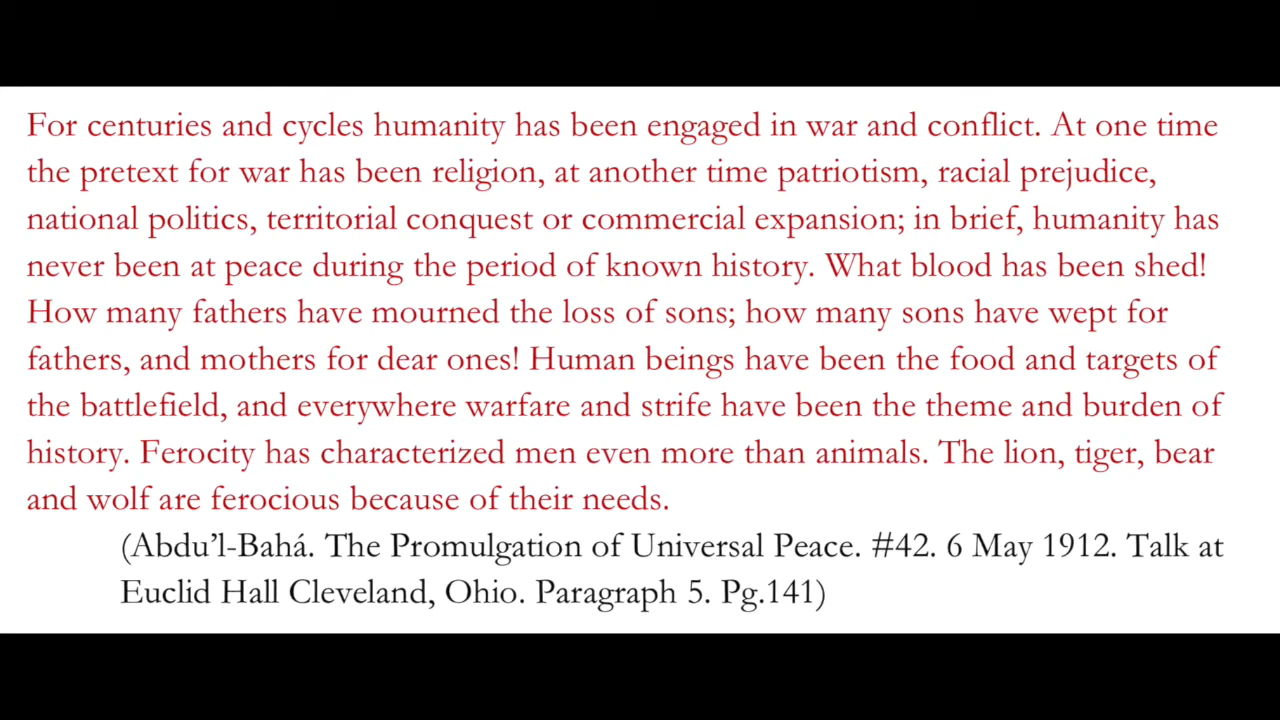 For centuries and cycles humanity has been engaged in war and conflict. At one time
the pretext for war has been religion, at another time patriotism, racial prejudice,
national politics, territorial conquest or commercial expansion; in brief, humanity has
never been at peace during the period of known history. What blood has been shed!
How many fathers have mourned the loss of sons; how many sons have wept for
fathers, and mothers for dear ones! Human beings have been the food and targets of
the battlefield, and everywhere warfare and strife have been the theme and burden of
history. Ferocity has characterized men even more than animals. The lion, tiger, bear
and wolf are ferocious because of their needs.
(Abdu’l-Bahá. The Promulgation of Universal Peace. #42. 6 May 1912. Talk at
Euclid Hall Cleveland, Ohio. Paragraph 5. Pg.141)